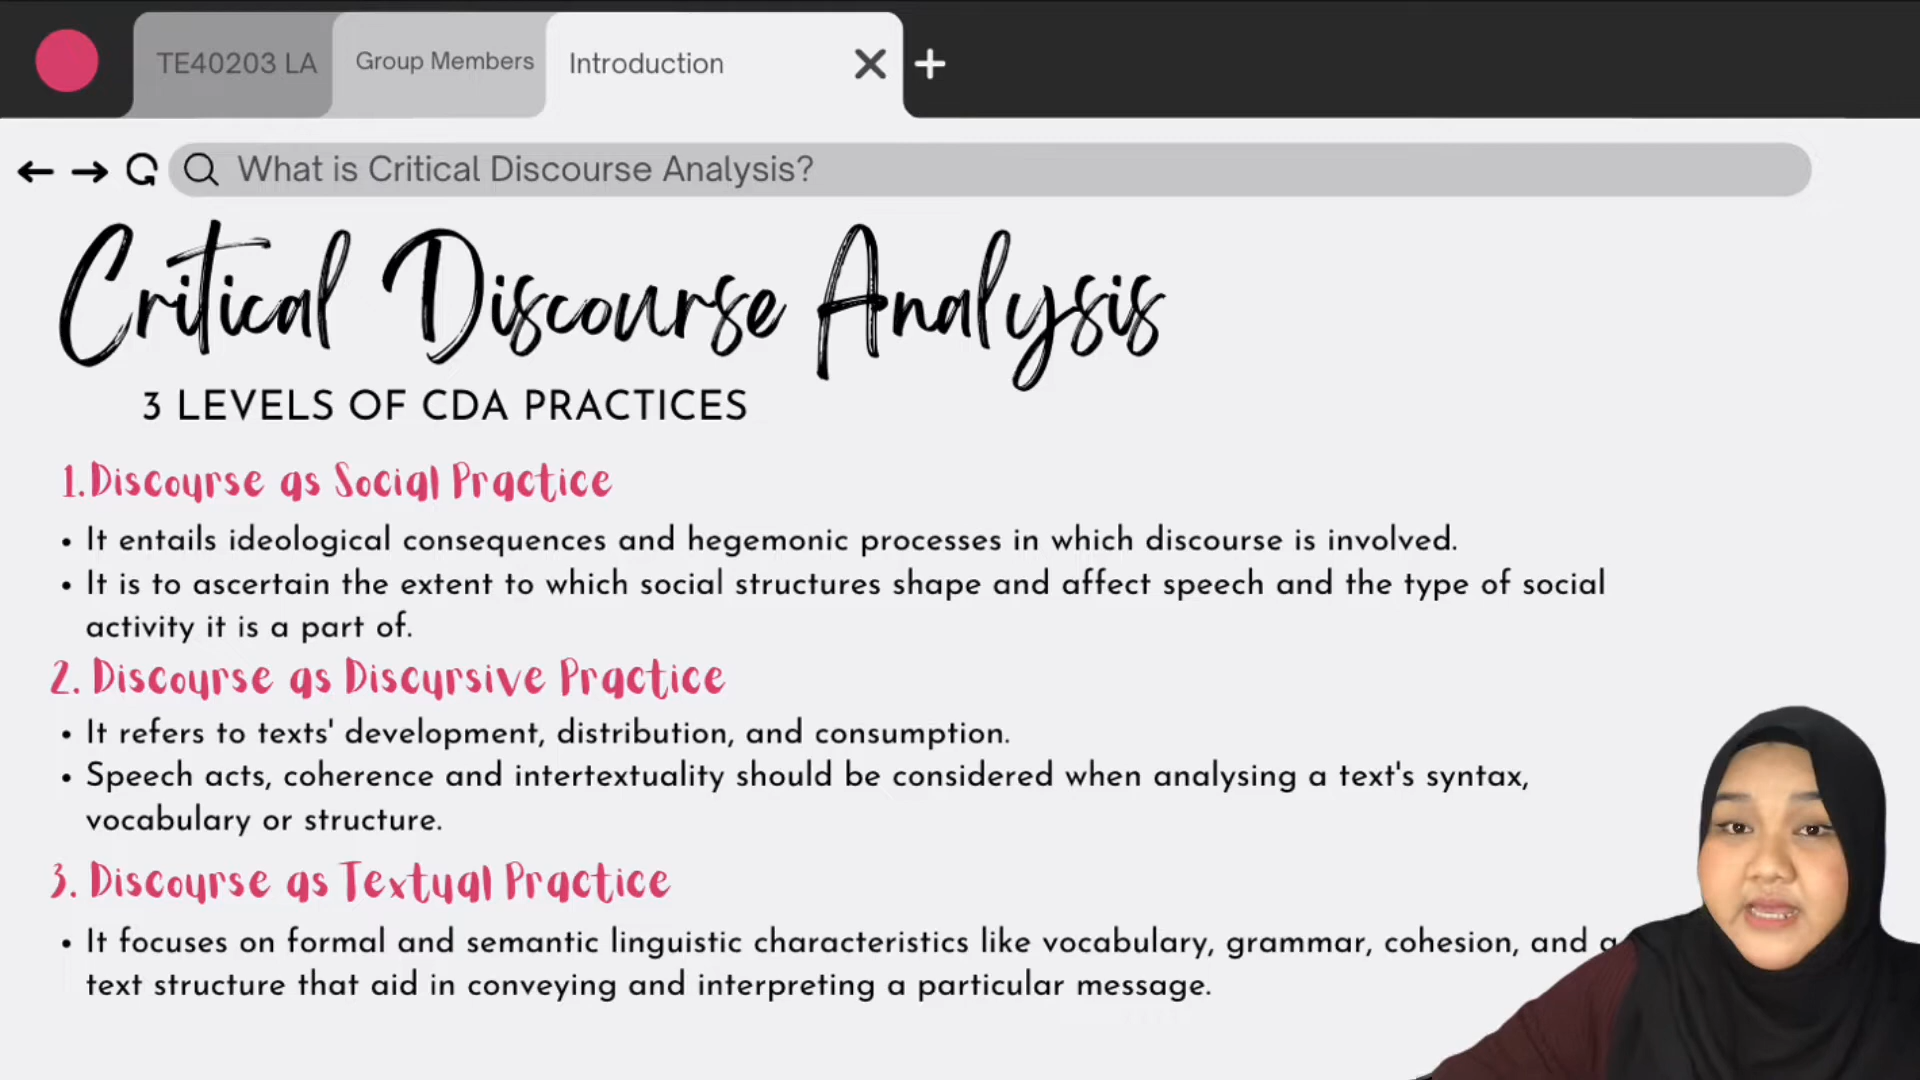 TE40203 LA
Group Members
Introduction
What is Critical Discourse Analysis?
Critical Discourse Analysis
3 LEVELS OF CDA PRACTICES
1.Discourse as Social Practice
• It entails ideological consequences and hegemonic processes in which discourse is involved.
• It is to ascertain the extent to which social structures shape and affect speech and the type of social
activity it is a part of.
2. Discourse as Discursive Practice
• It refers to texts' development, distribution, and consumption.
• Speech acts, coherence and intertextuality should be considered when analysing a text's syntax,
vocabulary or structure.
3. Discourse as Textual Practice
• It focuses on formal and semantic linguistic characteristics like vocabulary, grammar, cohesion, and a
text structure that aid in conveying and interpreting a particular message.